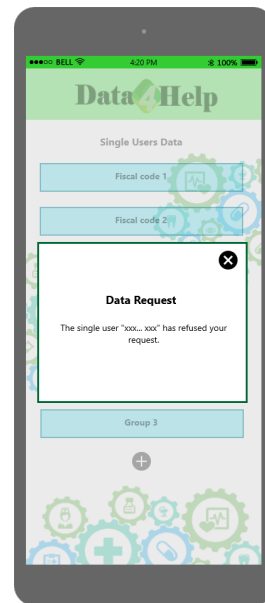 ●●●○○ BELL 4:20 PM 100%
Data4Help
Single Users Data
Fiscal code 1
Fiscal code 2
Data Request
The single user "xxx... xxx" has refused your
request.
Group 3